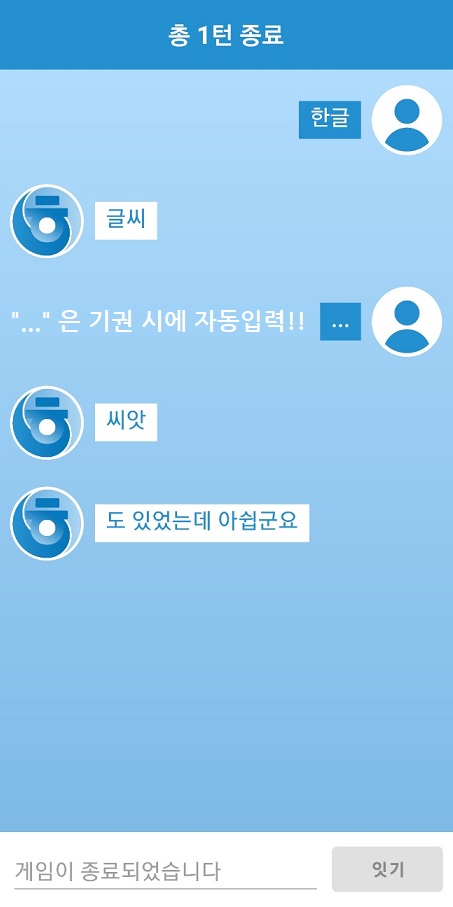 총 1턴 종료
한글
글씨
"..." 은 기권 시에 자동입력!! ...
씨앗
도 있었는데 아쉽군요
게임이 종료되었습니다 잇기